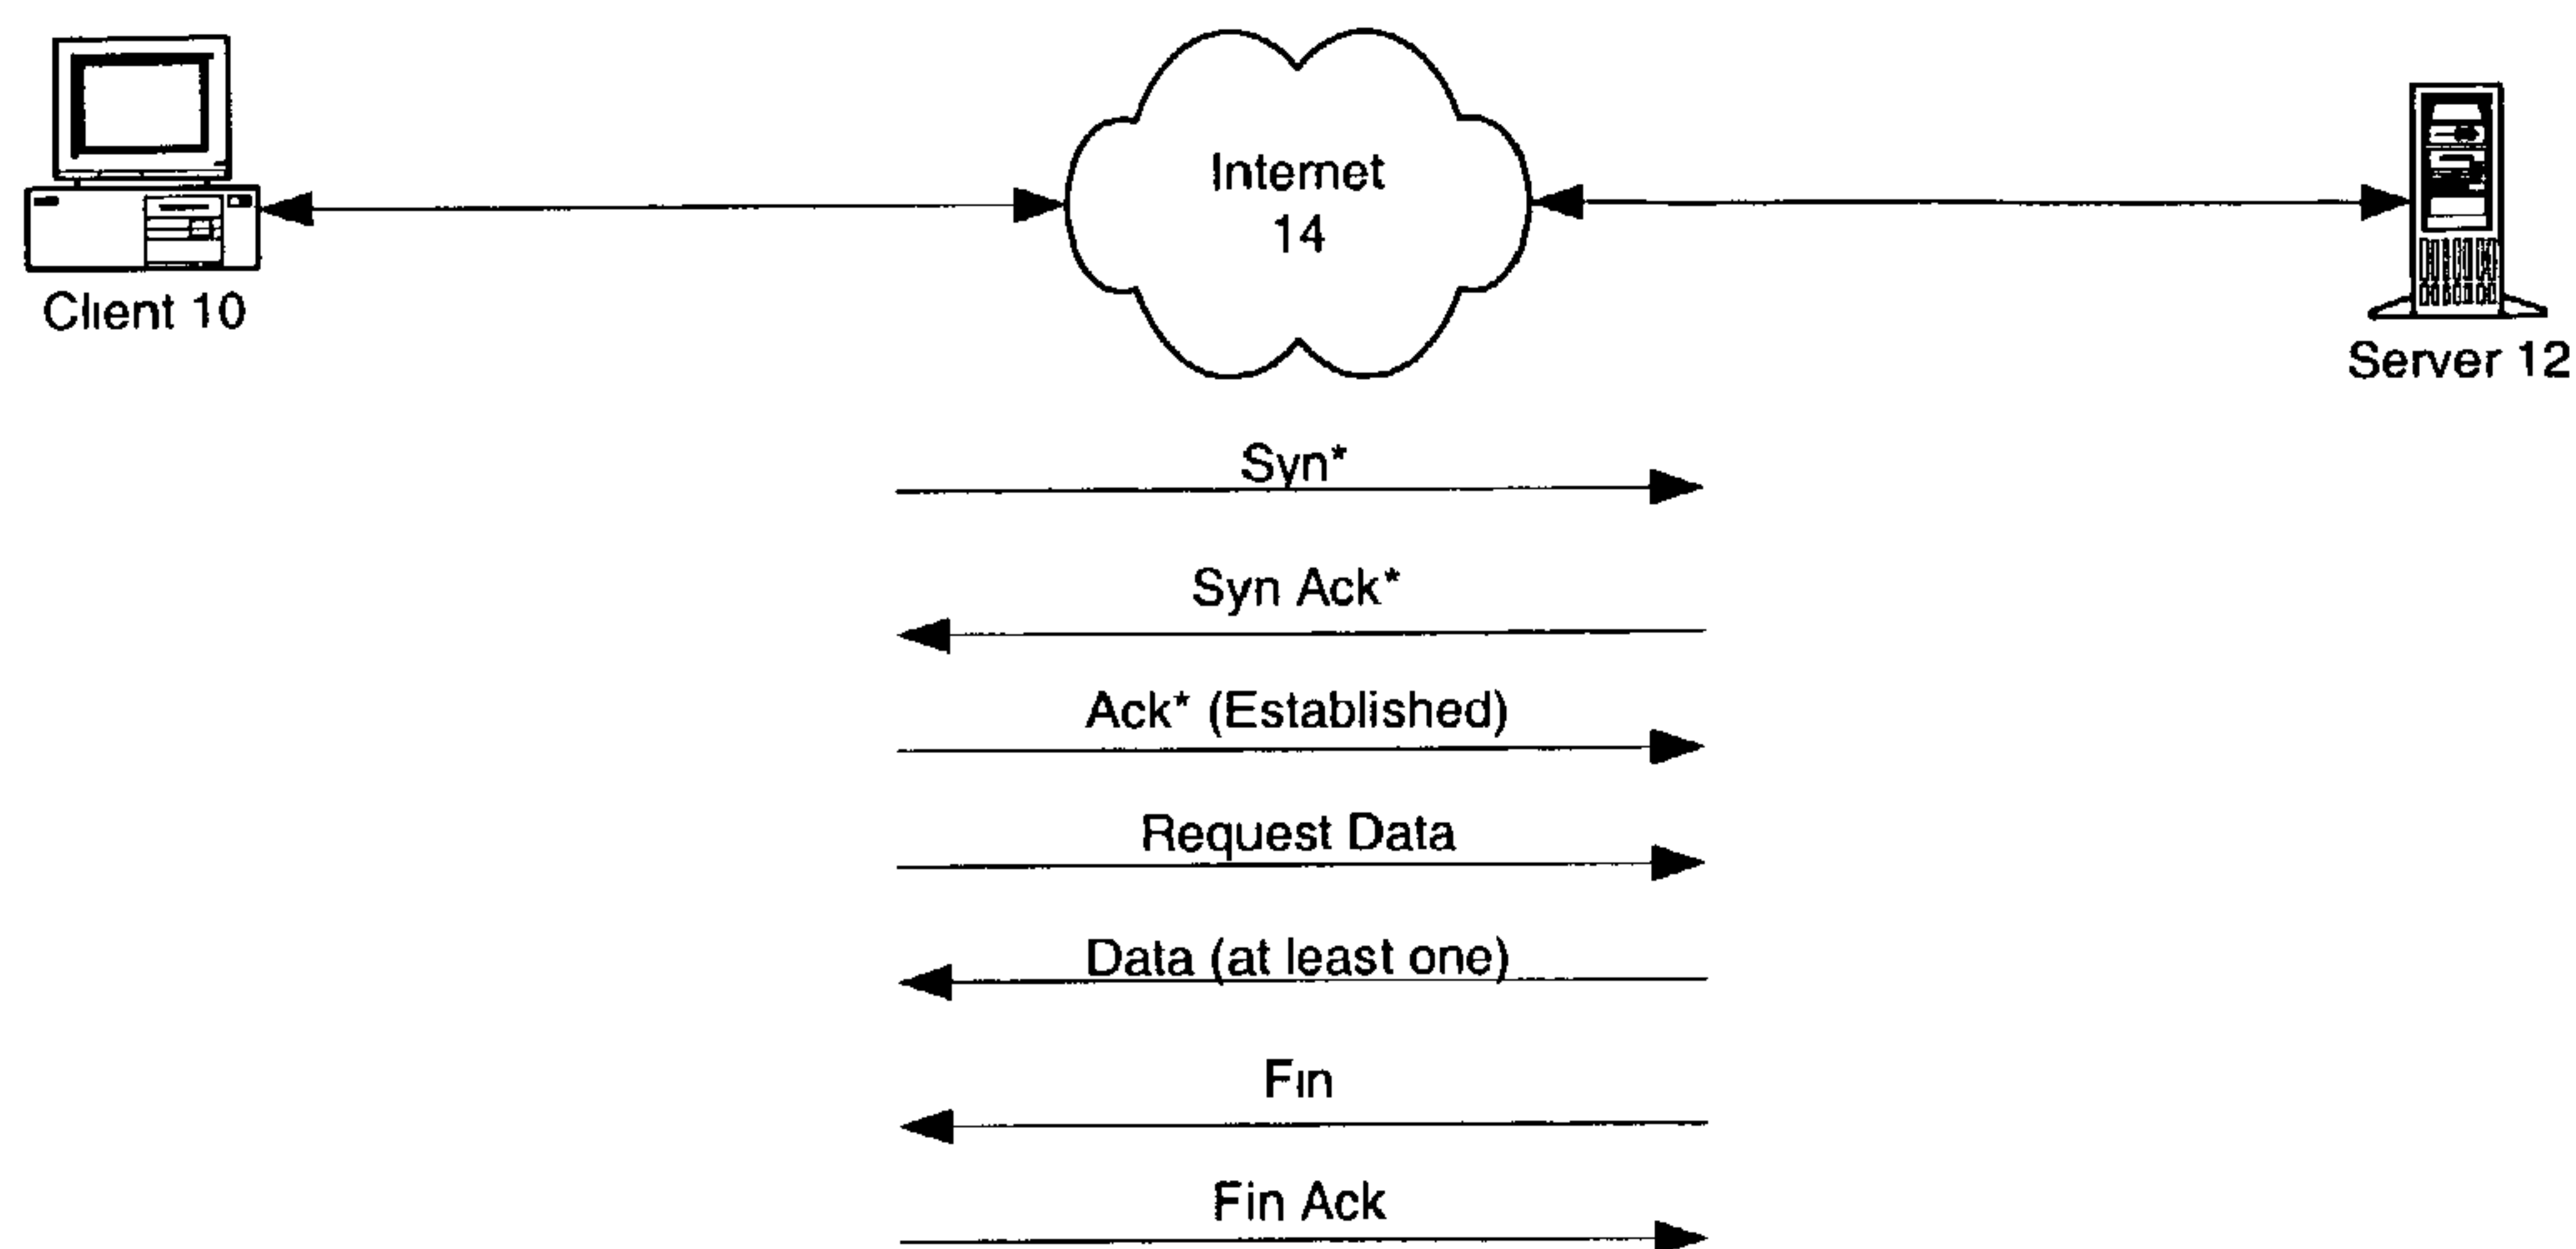 Internet
14
Client 10
Server 12
Syn*
Syn Ack*
Ack* (Established)
Request Data
Data (at least one)
Fin
Fin Ack